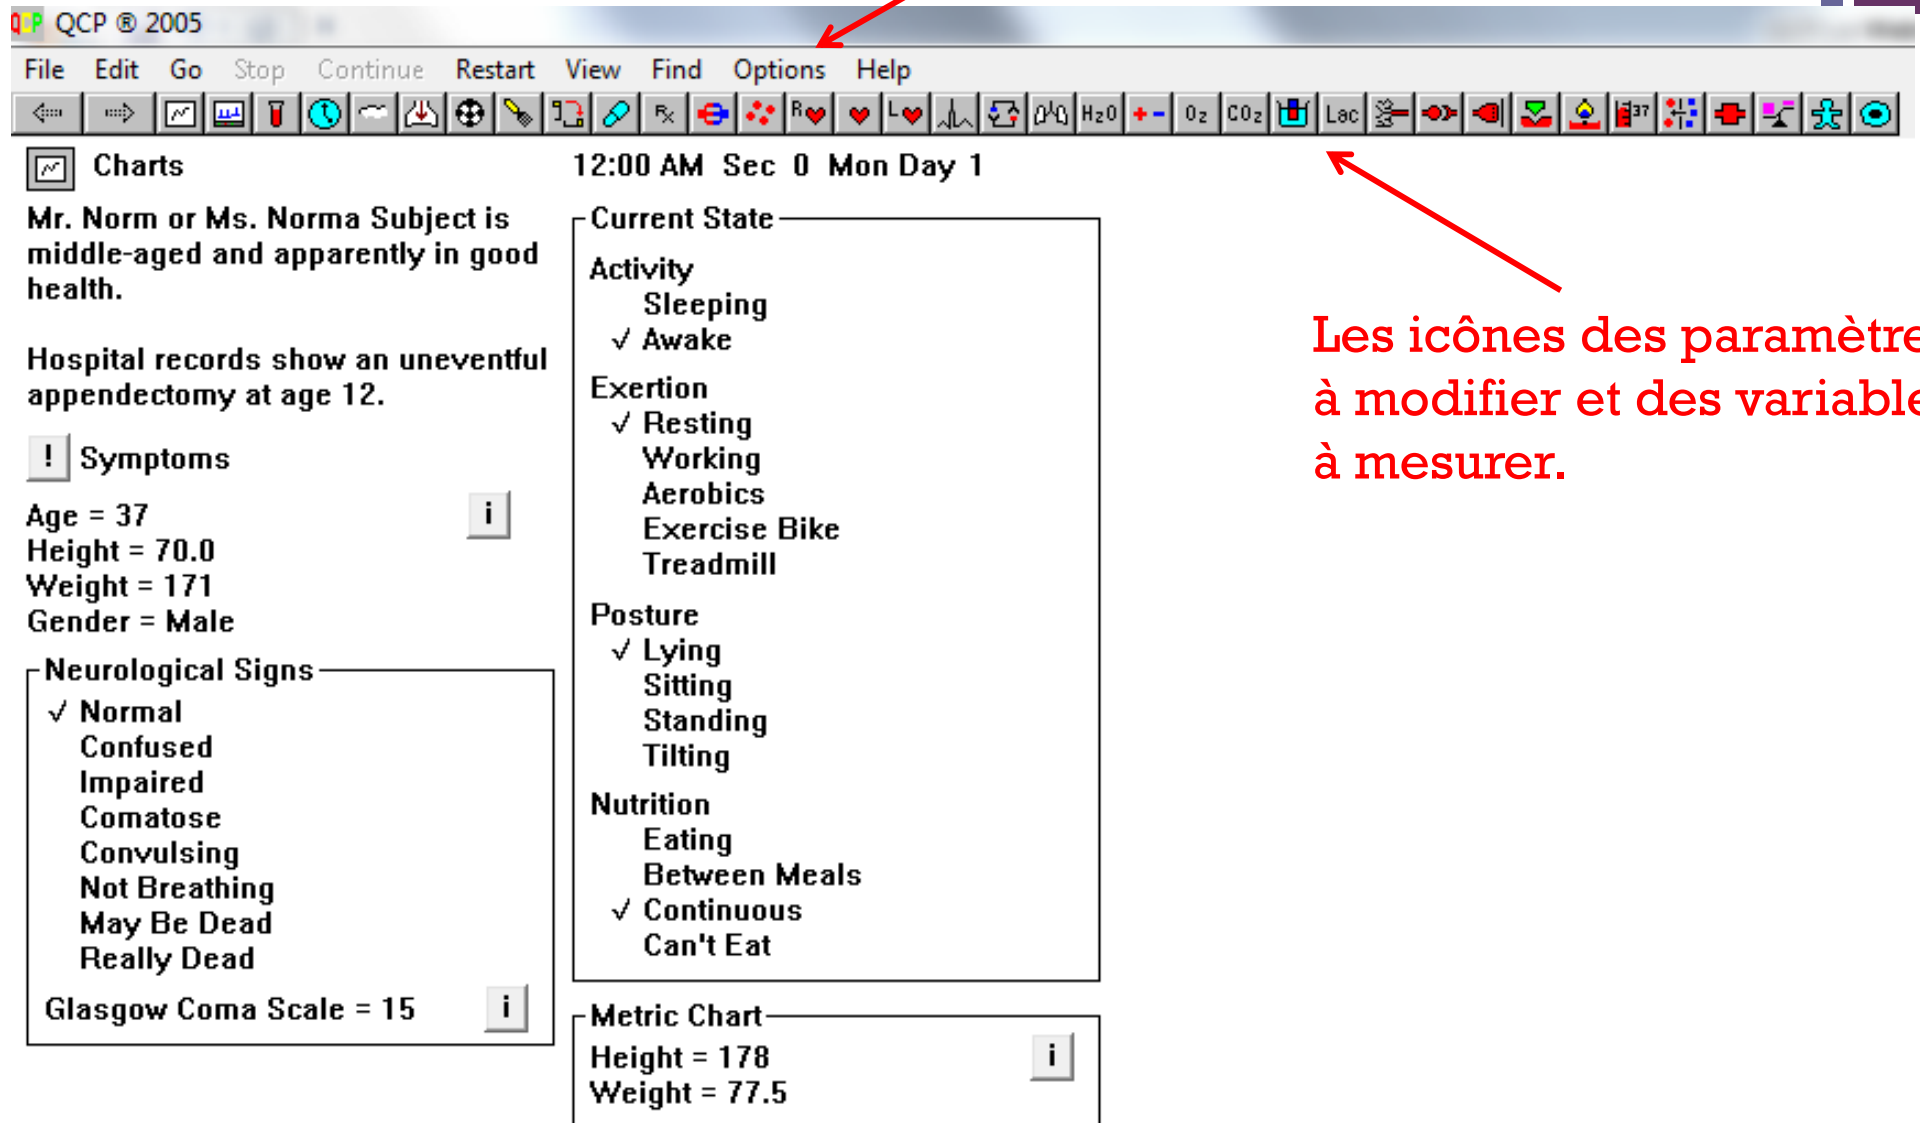 QCP ® 2005
File Edit Go Stop Continue Restart View Find Options Help
Rx R L H2O + - O2 CO2 Lac 37
Charts
12:00 AM Sec 0 Mon Day 1
Mr. Norm or Ms. Norma Subject is
middle-aged and apparently in good
health.
Hospital records show an uneventful
appendectomy at age 12.
! Symptoms
Age = 37
i
Height = 70.0
Weight = 171
Gender = Male
Neurological Signs
√ Normal
Confused
Impaired
Comatose
Convulsing
Not Breathing
May Be Dead
Really Dead
Glasgow Coma Scale = 15
i
Current State
Activity
Sleeping
√ Awake
Exertion
√ Resting
Working
Aerobics
Exercise Bike
Treadmill
Posture
√ Lying
Sitting
Standing
Tilting
Nutrition
Eating
Between Meals
√ Continuous
Can't Eat
Metric Chart
Height = 178
i
Weight = 77.5
Les icônes des paramètre
à modifier et des variable
à mesurer.